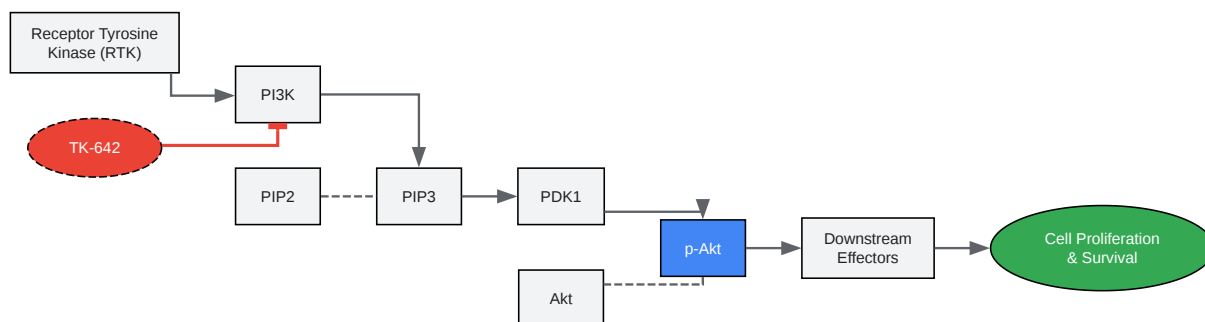 Receptor Tyrosine
Kinase (RTK)
PI3K
TK-642
PIP2
PIP3
PDK1
p-Akt
Akt
Downstream
Effectors
Cell Proliferation
& Survival